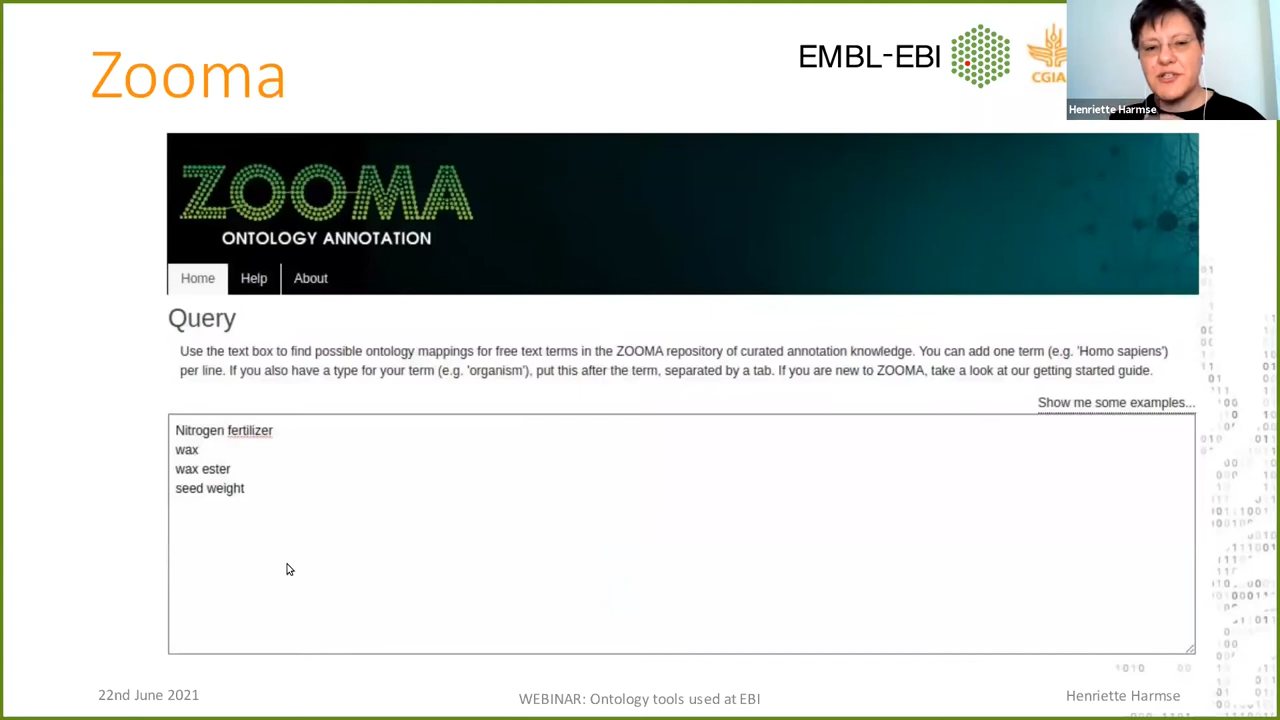 Zooma
EMBL-EBI
CGIA
Henriette Harmse
ZOOMA
ONTOLOGY ANNOTATION
Home
Help
About
Query
Use the text box to find possible ontology mappings for free text terms in the ZOOMA repository of curated annotation knowledge. You can add one term (e.g. 'Homo sapiens')
per line. If you also have a type for your term (e.g. 'organism'), put this after the term, separated by a tab. If you are new to ZOOMA, take a look at our getting started guide.
Show me some examples...
Nitrogen fertilizer
wax
wax ester
seed weight
22nd June 2021
WEBINAR: Ontology tools used at EBI
Henriette Harmse